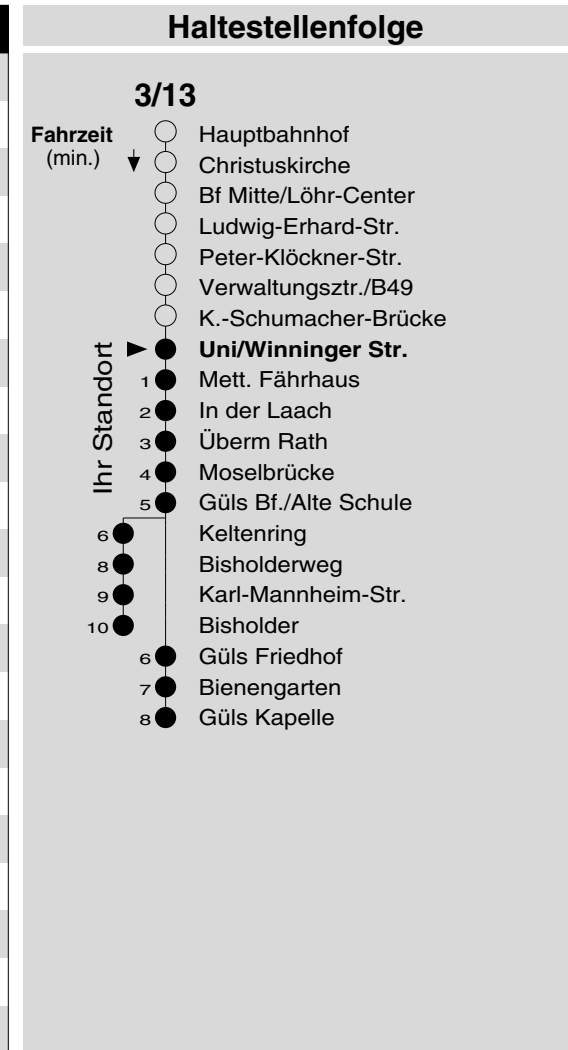 Haltestellenfolge
3/13
Fahrzeit
(min.)
Hauptbahnhof
Christuskirche
Bf Mitte/Löhr-Center
Ludwig-Erhard-Str.
Peter-Klöckner-Str.
Verwaltungsztr./B49
K.-Schumacher-Brücke
Ihr Standort
Uni/Winninger Str.
1 Mett. Fährhaus
2 In der Laach
3 Überm Rath
4 Moselbrücke
5 Güls Bf./Alte Schule
6 Keltenring
8 Bisholderweg
9 Karl-Mannheim-Str.
10 Bisholder
6 Güls Friedhof
7 Bienengarten
8 Güls Kapelle